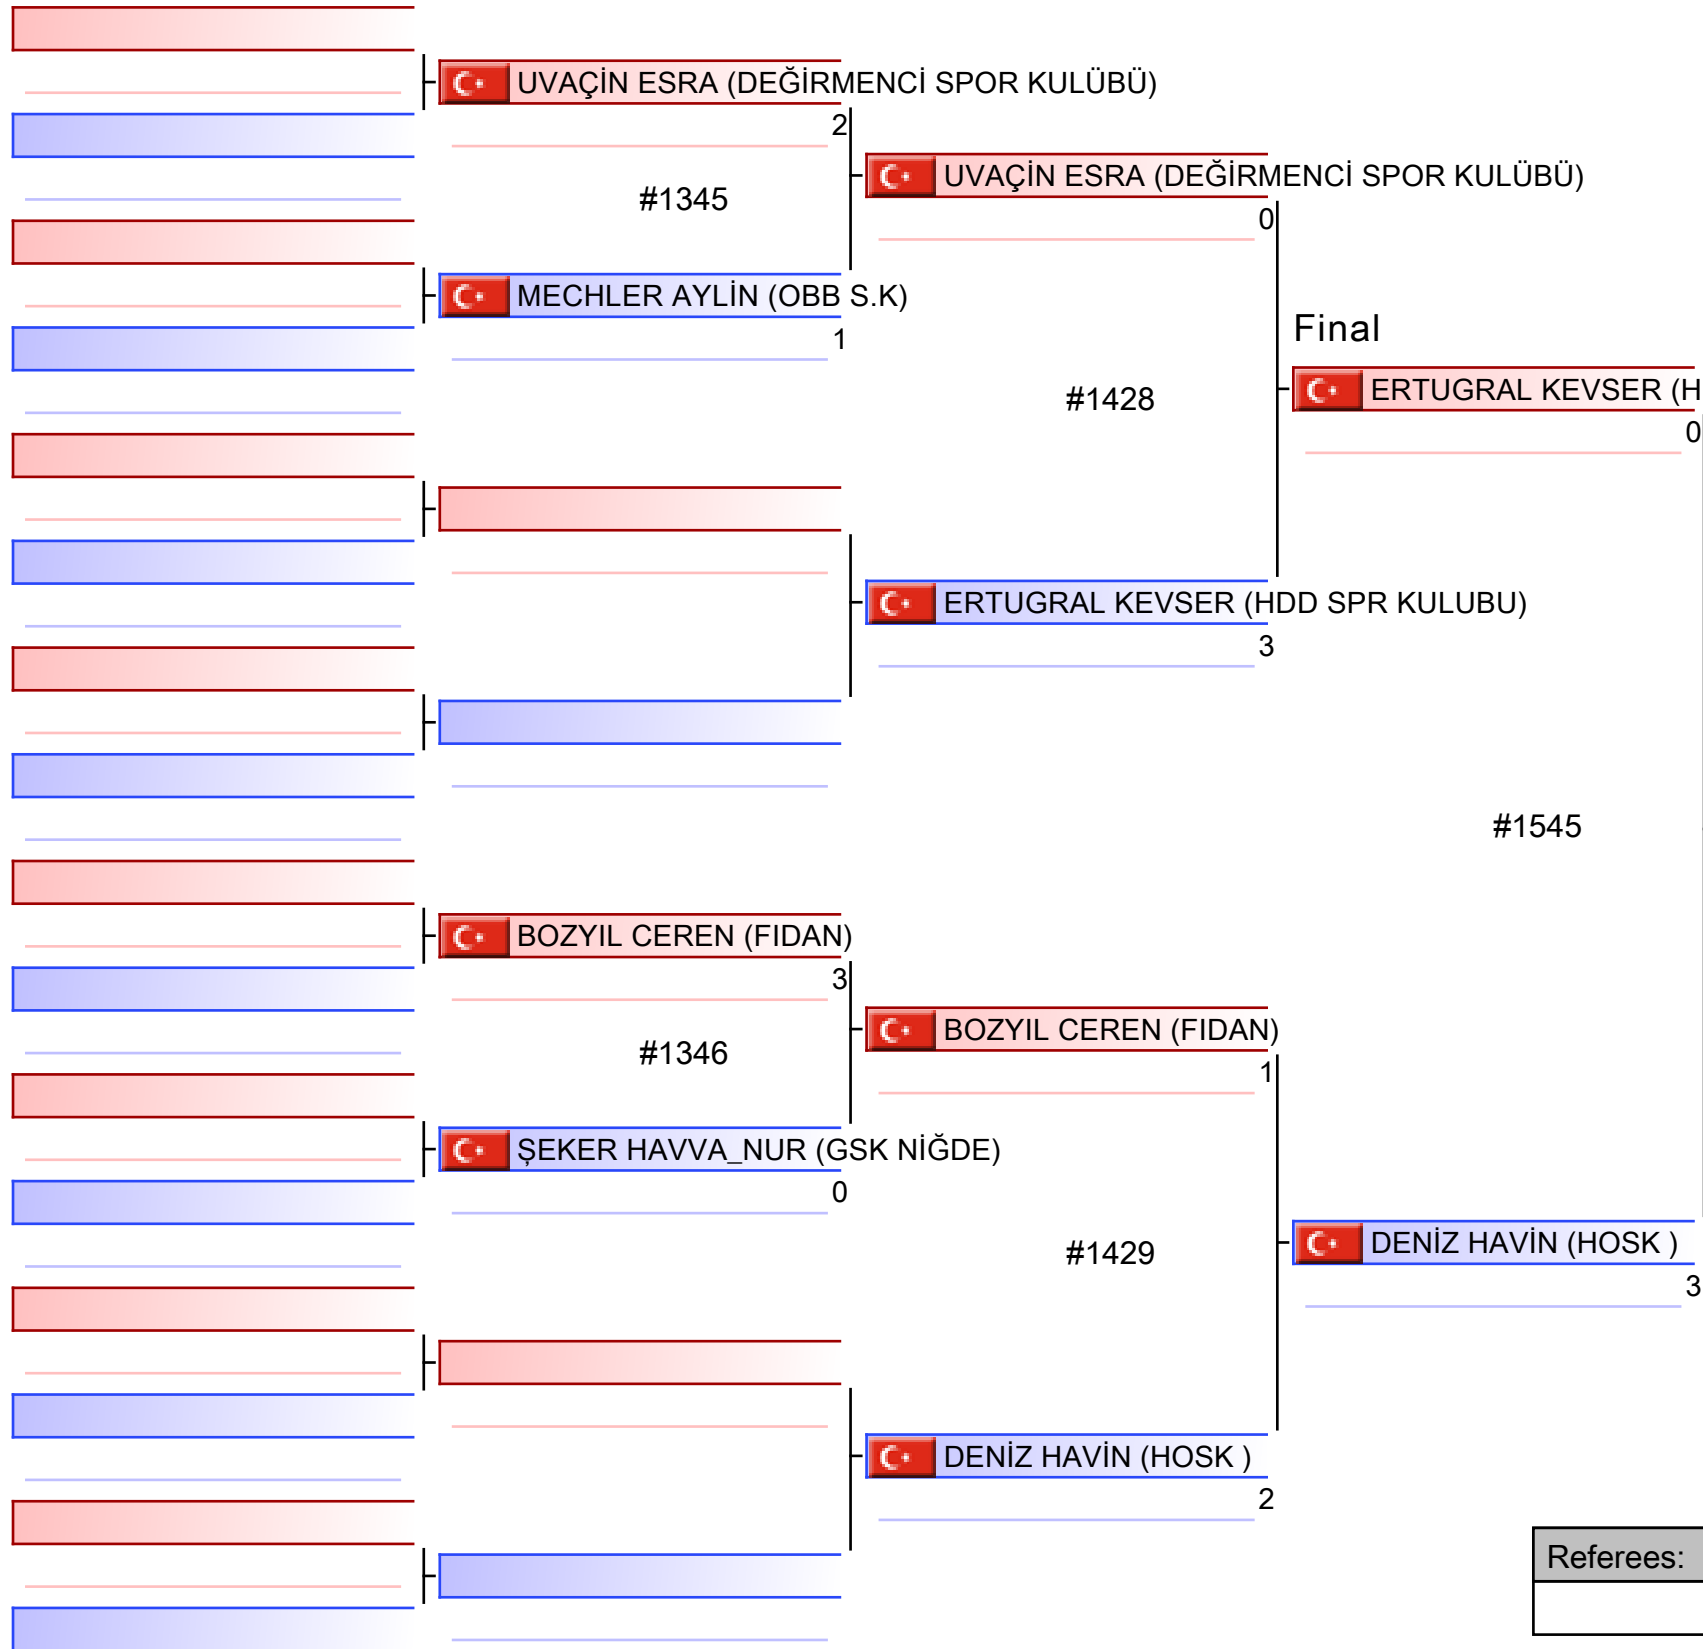 UVAÇİN ESRA (DEĞİRMENCİ SPOR KULÜBÜ)
2
#1345
MECHLER AYLİN (OBB S.K)
1
UVAÇİN ESRA (DEĞİRMENCİ SPOR KULÜBÜ)
0
#1428
ERTUGRAL KEVSER (HDD SPR KULUBU)
3
Final
ERTUGRAL KEVSER (H
0
#1545
BOZYIL CEREN (FIDAN)
3
#1346
ŞEKER HAVVA_NUR (GSK NİĞDE)
0
BOZYIL CEREN (FIDAN)
1
#1429
DENİZ HAVİN (HOSK )
2
DENİZ HAVİN (HOSK )
3
Referees: